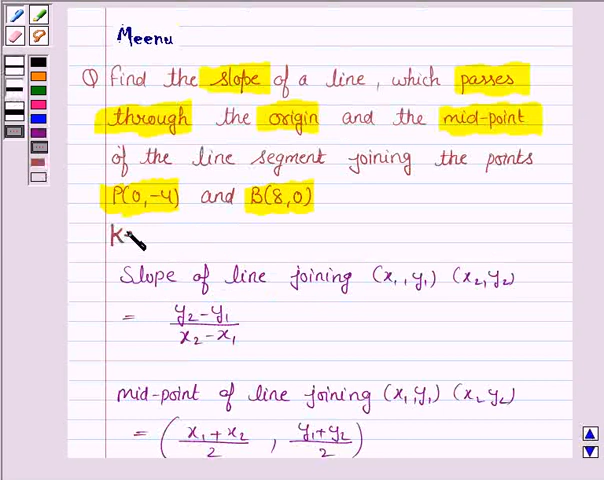 Meenu
Q Find the slope of a line, which passes
through the origin and the mid-point
of the line segment joining the points
P(0,-4) and B(8,0)
K
Slope of line joining (x₁, y₁) (x₂, y₂)
= y₂-y₁ / x₂-x₁
mid-point of line joining (x₁, y₁) (x₂ y₂)
= ( x₁+x₂ / 2 , y₁+y₂ / 2 )